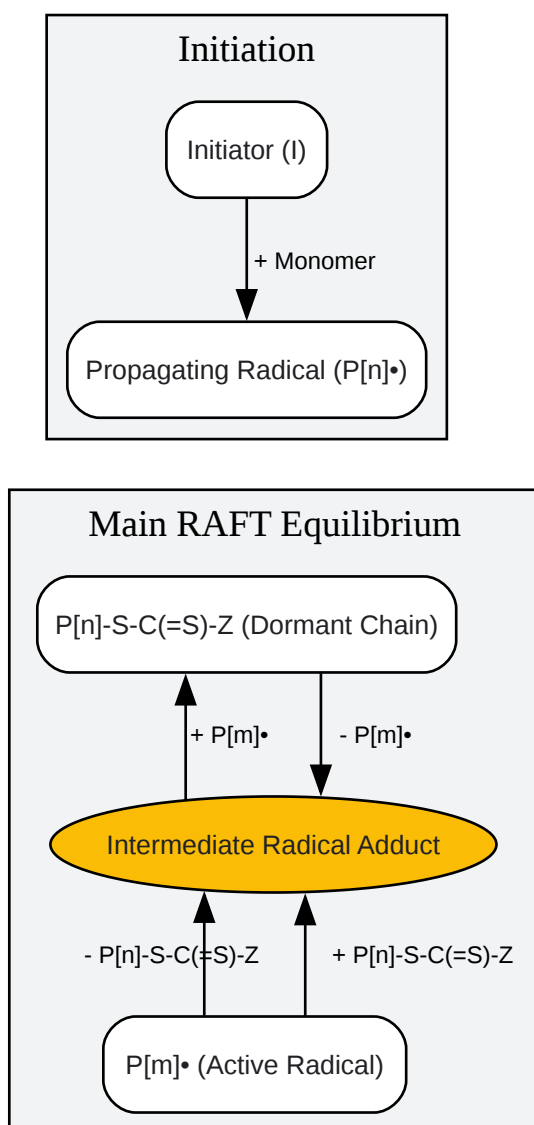 Initiation
Initiator (I)
+ Monomer
Propagating Radical (P[n]•)
Main RAFT Equilibrium
P[n]-S-C(=S)-Z (Dormant Chain)
+ P[m]•
- P[m]•
Intermediate Radical Adduct
- P[n]-S-C(=S)-Z
+ P[n]-S-C(=S)-Z
P[m]• (Active Radical)